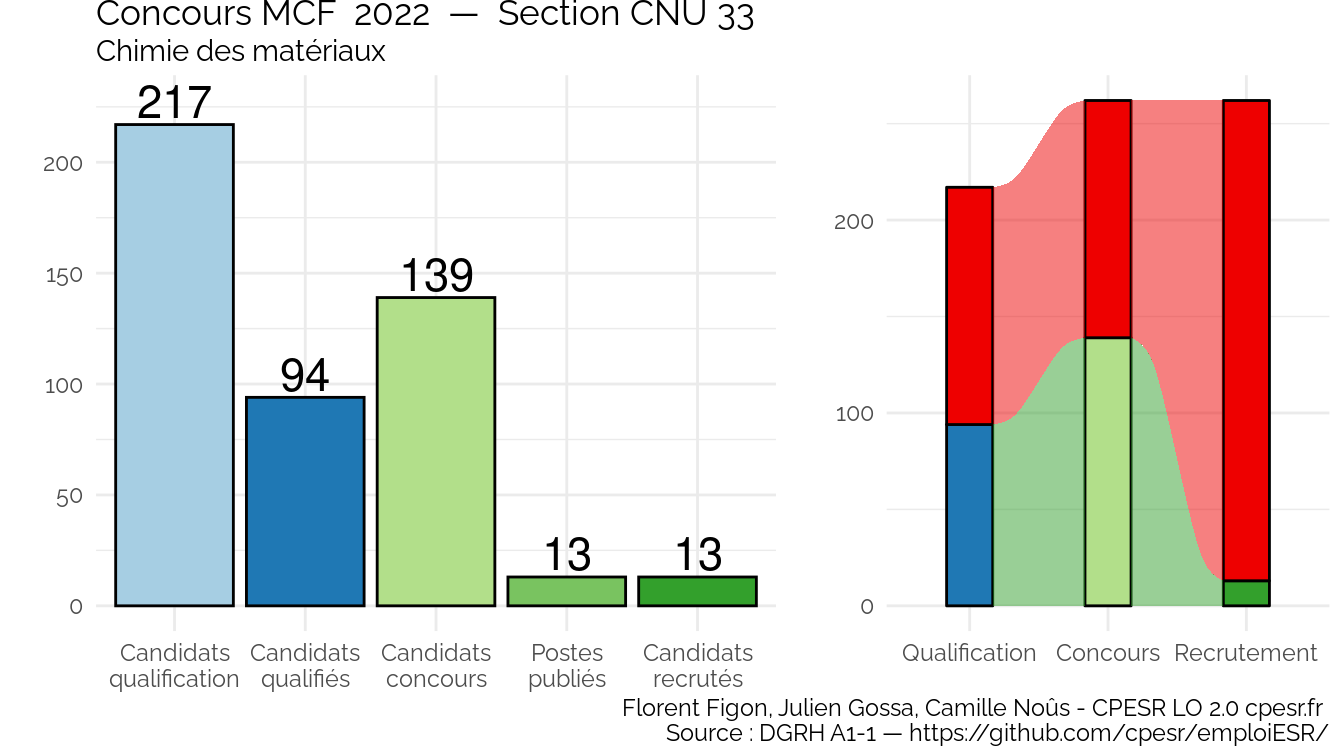 Concours MCF 2022 — Section CNU 33
Chimie des matériaux
217
200
150
139
100
94
50
13
13
0
Candidats qualification
Candidats qualifiés
Candidats concours
Postes publiés
Candidats recrutés
200
100
0
Qualification
Concours
Recrutement
Florent Figon, Julien Gossa, Camille Noûs - CPESR LO 2.0 cpesr.fr
Source : DGRH A1-1 — https://github.com/cpesr/emploiESR/